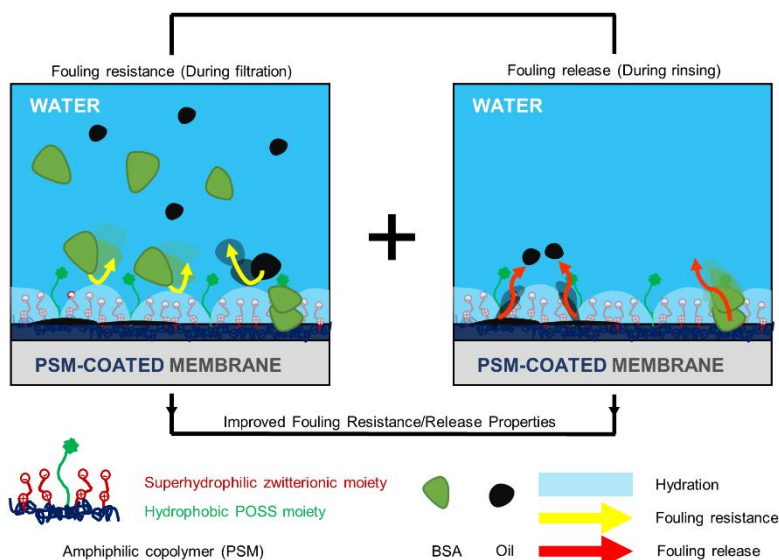 Fouling resistance (During filtration)
Fouling release (During rinsing)
WATER
WATER
PSM-COATED MEMBRANE
PSM-COATED MEMBRANE
Improved Fouling Resistance/Release Properties
Superhydrophilic zwitterionic moiety
Hydrophobic POSS moiety
Amphiphilic copolymer (PSM)
BSA
Oil
Hydration
Fouling resistance
Fouling release